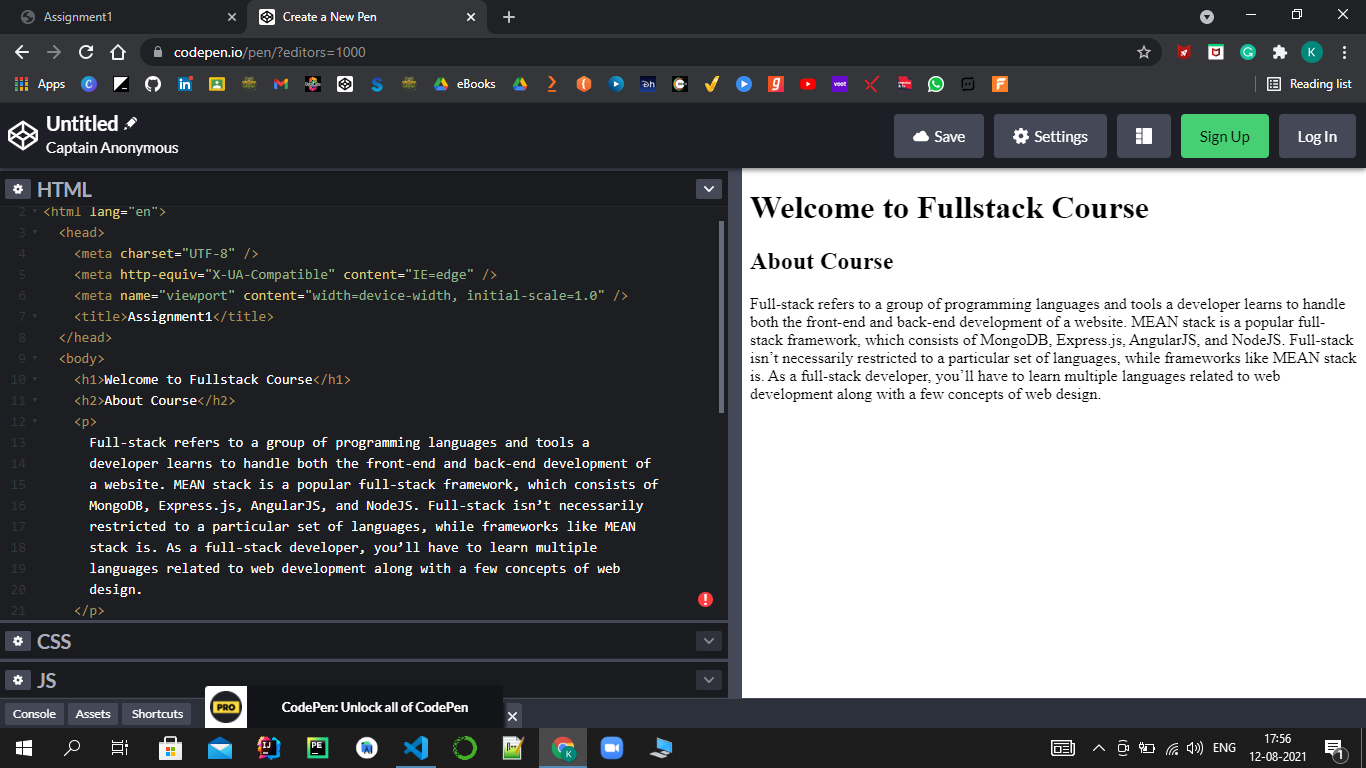 Assignment1
Create a New Pen
codepen.io/pen/?editors=1000
K
Apps
eBooks
Reading list
Untitled
Captain Anonymous
Save
Settings
Sign Up
Log In
HTML
2 <html lang="en">
3 <head>
4 <meta charset="UTF-8" />
5 <meta http-equiv="X-UA-Compatible" content="IE=edge" />
6 <meta name="viewport" content="width=device-width, initial-scale=1.0" />
7 <title>Assignment1</title>
8 </head>
9 <body>
10 <h1>Welcome to Fullstack Course</h1>
11 <h2>About Course</h2>
12 <p>
13 Full-stack refers to a group of programming languages and tools a
14 developer learns to handle both the front-end and back-end development of
15 a website. MEAN stack is a popular full-stack framework, which consists of
16 MongoDB, Express.js, AngularJS, and NodeJS. Full-stack isn’t necessarily
17 restricted to a particular set of languages, while frameworks like MEAN
18 stack is. As a full-stack developer, you’ll have to learn multiple
19 languages related to web development along with a few concepts of web
20 design.
21 </p>
CSS
JS
Welcome to Fullstack Course
About Course
Full-stack refers to a group of programming languages and tools a developer learns to handle
both the front-end and back-end development of a website. MEAN stack is a popular full-
stack framework, which consists of MongoDB, Express.js, AngularJS, and NodeJS. Full-stack
isn’t necessarily restricted to a particular set of languages, while frameworks like MEAN stack
is. As a full-stack developer, you’ll have to learn multiple languages related to web
development along with a few concepts of web design.
Console
Assets
Shortcuts
PRO
CodePen: Unlock all of CodePen
ENG
17:56
12-08-2021
1